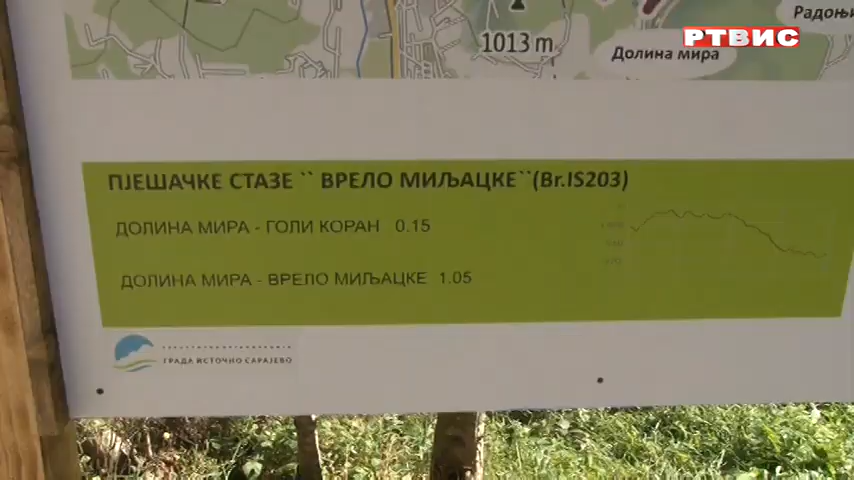 РТВИС
Радоњи
1013 m
Долина мира
ПЈЕШАЧКЕ СТАЗЕ `` ВРЕЛО МИЉАЦКЕ``(Br.IS203)
ДОЛИНА МИРА - ГОЛИ КОРАН 0.15
ДОЛИНА МИРА - ВРЕЛО МИЉАЦКЕ 1.05
ГРАДА ИСТОЧНО САРАЈЕВО